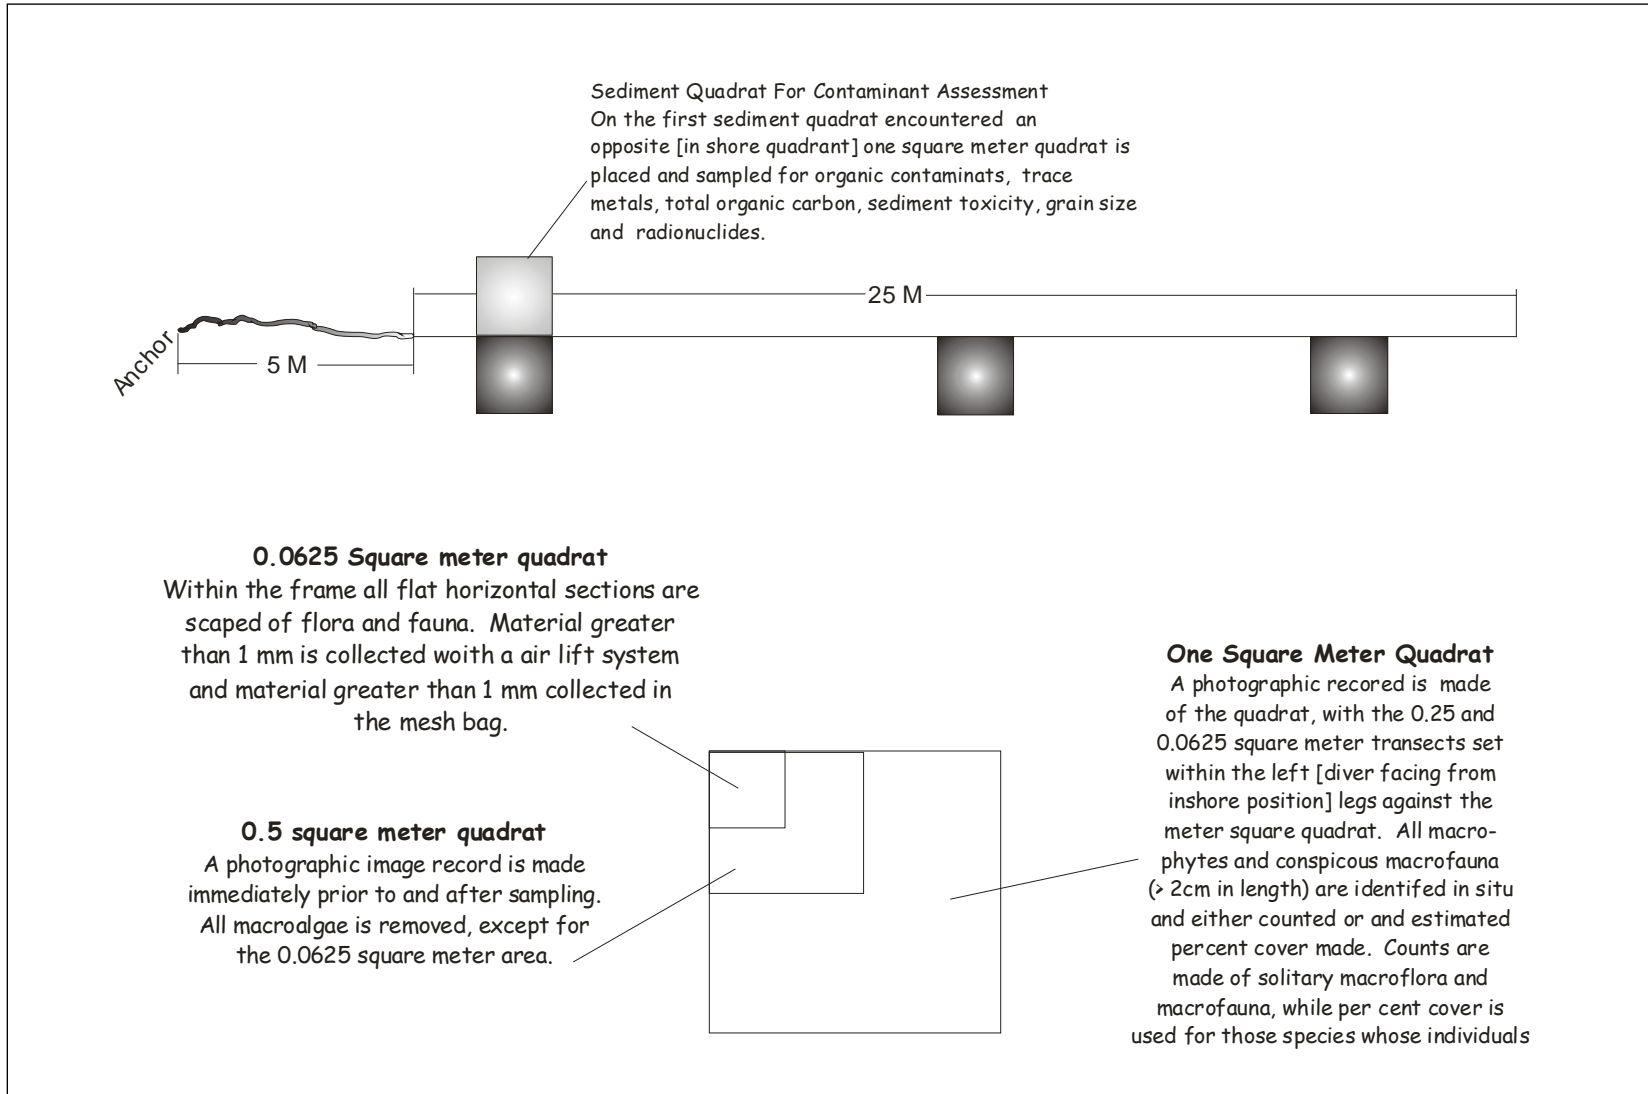 Sediment Quadrat For Contaminant Assessment
On the first sediment quadrat encountered an
opposite [in shore quadrant] one square meter quadrat is
placed and sampled for organic contaminats, trace
metals, total organic carbon, sediment toxicity, grain size
and radionuclides.
25 M
Anchor
5 M
0.0625 Square meter quadrat
Within the frame all flat horizontal sections are
scaped of flora and fauna. Material greater
than 1 mm is collected woith a air lift system
and material greater than 1 mm collected in
the mesh bag.
0.5 square meter quadrat
A photographic image record is made
immediately prior to and after sampling.
All macroalgae is removed, except for
the 0.0625 square meter area.
One Square Meter Quadrat
A photographic recored is made
of the quadrat, with the 0.25 and
0.0625 square meter transects set
within the left [diver facing from
inshore position] legs against the
meter square quadrat. All macro-
phytes and conspicous macrofauna
(> 2cm in length) are identifed in situ
and either counted or and estimated
percent cover made. Counts are
made of solitary macroflora and
macrofauna, while per cent cover is
used for those species whose individuals